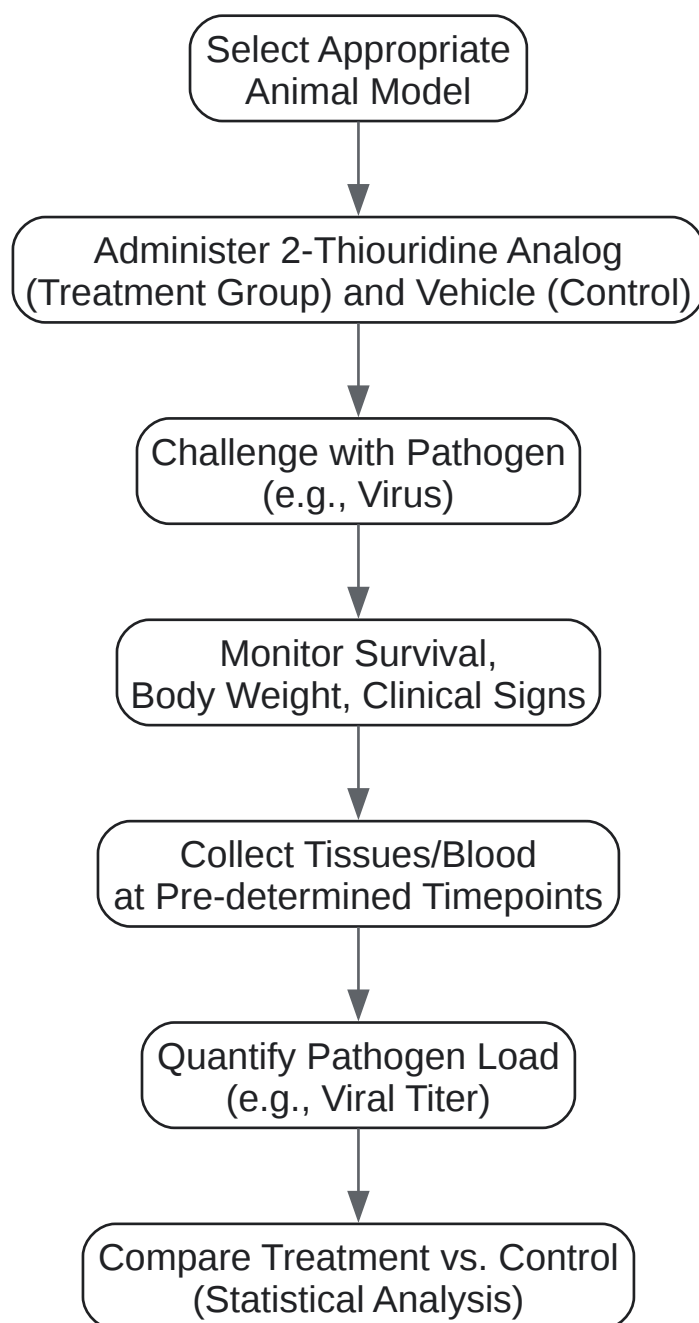 Select Appropriate
Animal Model
Administer 2-Thiouridine Analog
(Treatment Group) and Vehicle (Control)
Challenge with Pathogen
(e.g., Virus)
Monitor Survival,
Body Weight, Clinical Signs
Collect Tissues/Blood
at Pre-determined Timepoints
Quantify Pathogen Load
(e.g., Viral Titer)
Compare Treatment vs. Control
(Statistical Analysis)